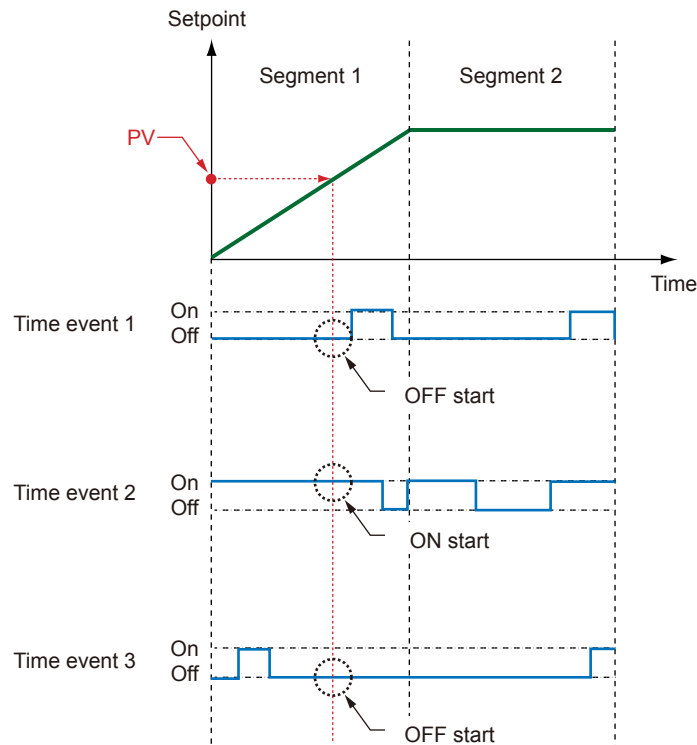 Setpoint
Segment 1
Segment 2
PV
Time
Time event 1
On
Off
OFF start
Time event 2
On
Off
ON start
Time event 3
On
Off
OFF start